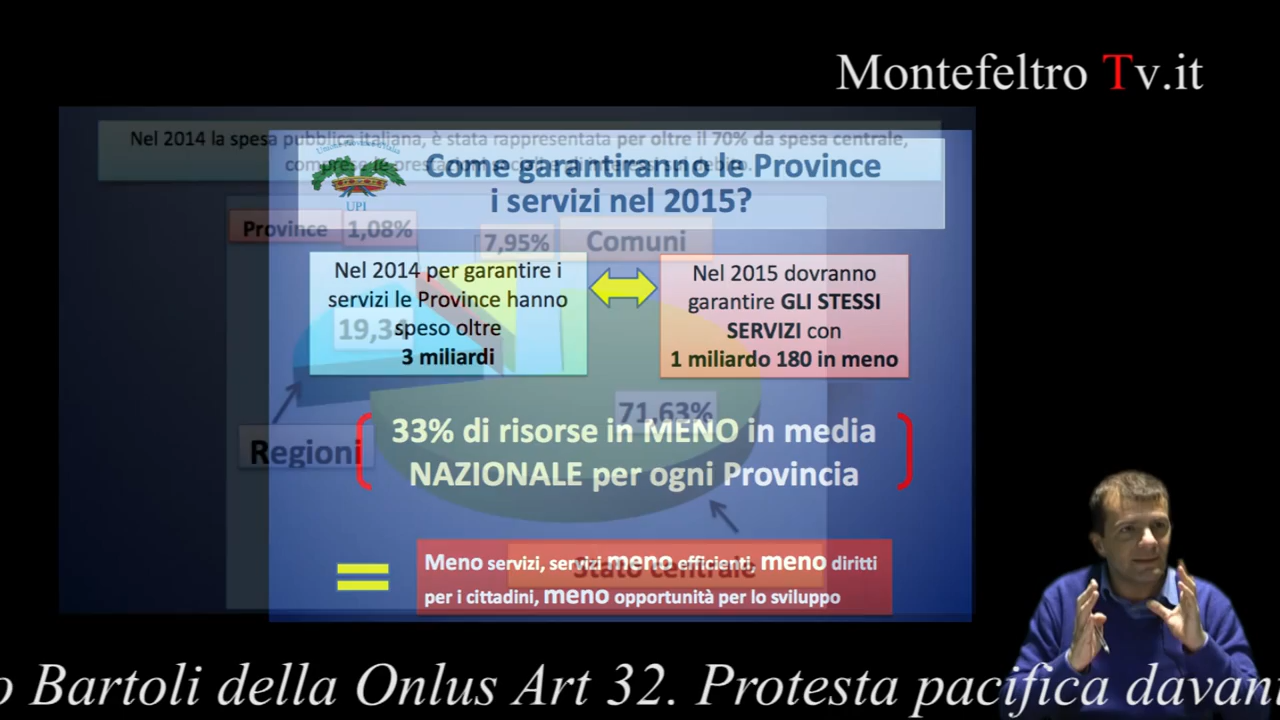 Montefeltro Tv.it
Nel 2014 la spesa pubblica italiana, è stata rappresentata per oltre il 70% da spesa centrale,
Come garantiranno le Province
i servizi nel 2015?
UPI
Province 1,08%
7,95% Comuni
Nel 2014 per garantire i
servizi le Province hanno
speso oltre
3 miliardi
Nel 2015 dovranno
garantire GLI STESSI
SERVIZI con
1 miliardo 180 in meno
71,63%
Regioni
33% di risorse in MENO in media
NAZIONALE per ogni Provincia
Stato centrale
Meno servizi, servizi meno efficienti, meno diritti
per i cittadini, meno opportunità per lo sviluppo
o Bartoli della Onlus Art 32. Protesta pacifica davan